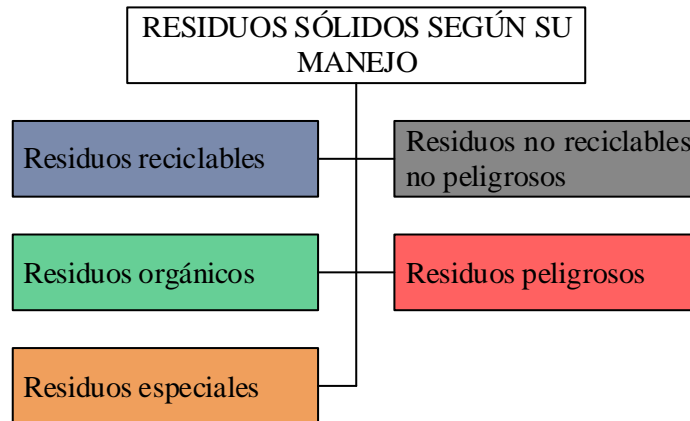 RESIDUOS SÓLIDOS SEGÚN SU
MANEJO
Residuos reciclables
Residuos no reciclables
no peligrosos
Residuos orgánicos
Residuos peligrosos
Residuos especiales